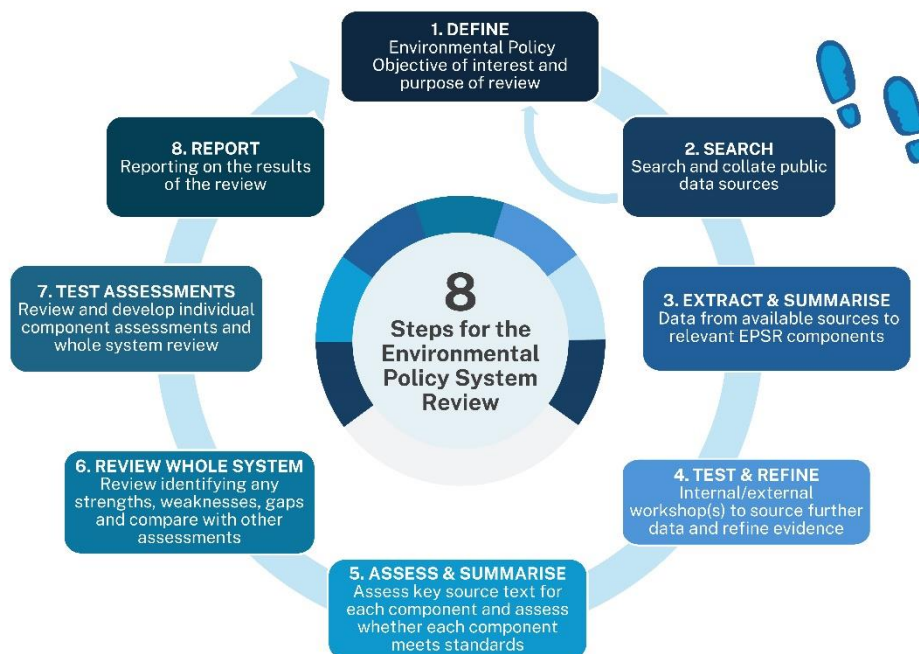 1. DEFINE
Environmental Policy
Objective of interest and
purpose of review
2. SEARCH
Search and collate public
data sources
3. EXTRACT & SUMMARISE
Data from available sources to
relevant EPSR components
4. TEST & REFINE
Internal/external
workshop(s) to source further
data and refine evidence
5. ASSESS & SUMMARISE
Assess key source text for
each component and assess
whether each component
meets standards
6. REVIEW WHOLE SYSTEM
Review identifying any
strengths, weaknesses, gaps
and compare with other
assessments
7. TEST ASSESSMENTS
Review and develop individual
component assessments and
whole system review
8. REPORT
Reporting on the results
of the review
8
Steps for the
Environmental
Policy System
Review